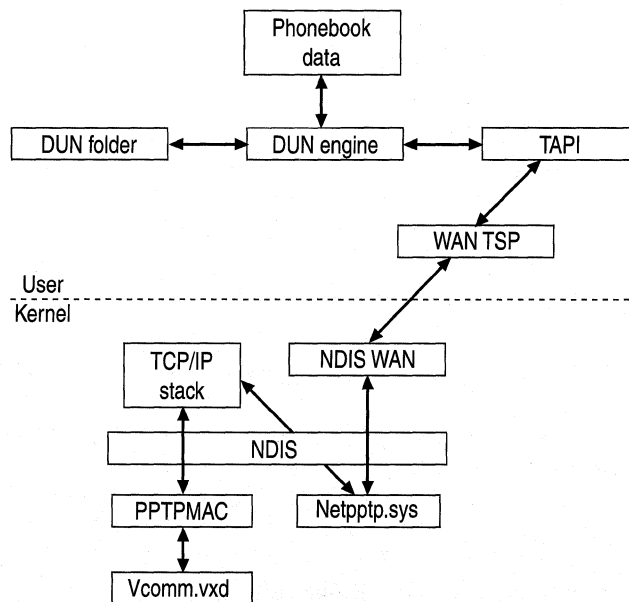 Phonebook
data
DUN folder
DUN engine
TAPI
WAN TSP
User
Kernel
TCP/IP
stack
NDIS WAN
NDIS
PPTPMAC
Netpptp.sys
Vcomm.vxd